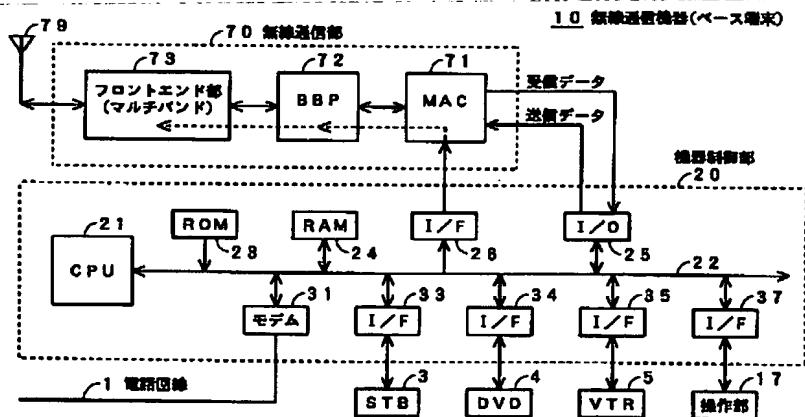 10 無線通信機器(ベース端末)
79
70 無線通信部
73
フロントエンド部
(マルチバンド)
72
BBP
71
MAC
受信データ
送信データ
機器制御部
20
21
CPU
ROM
23
RAM
24
I/F
26
I/O
25
22
31
モデム
33
I/F
34
I/F
35
I/F
37
I/F
1 電話回線
3
STB
4
DVD
5
VTR
17
操作部